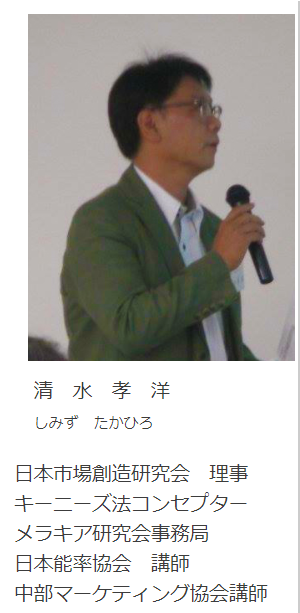 清　水　孝　洋
しみず　たかひろ
日本市場創造研究会　理事
キーニーズ法コンセプター
メラキア研究会事務局
日本能率協会　講師
中部マーケティング協会講師